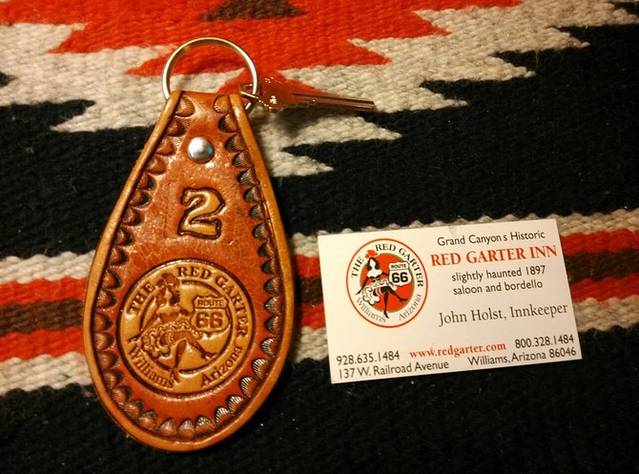 2
THE RED GARTER
ROUTE
66
Williams Arizona
Grand Canyon's Historic
RED GARTER INN
slightly haunted 1897
saloon and bordello
John Holst, Innkeeper
THE RED GARTER
ROUTE
66
Williams Arizona
928.635.1484 www.redgarter.com 800.328.1484
137 W. Railroad Avenue Williams, Arizona 86046